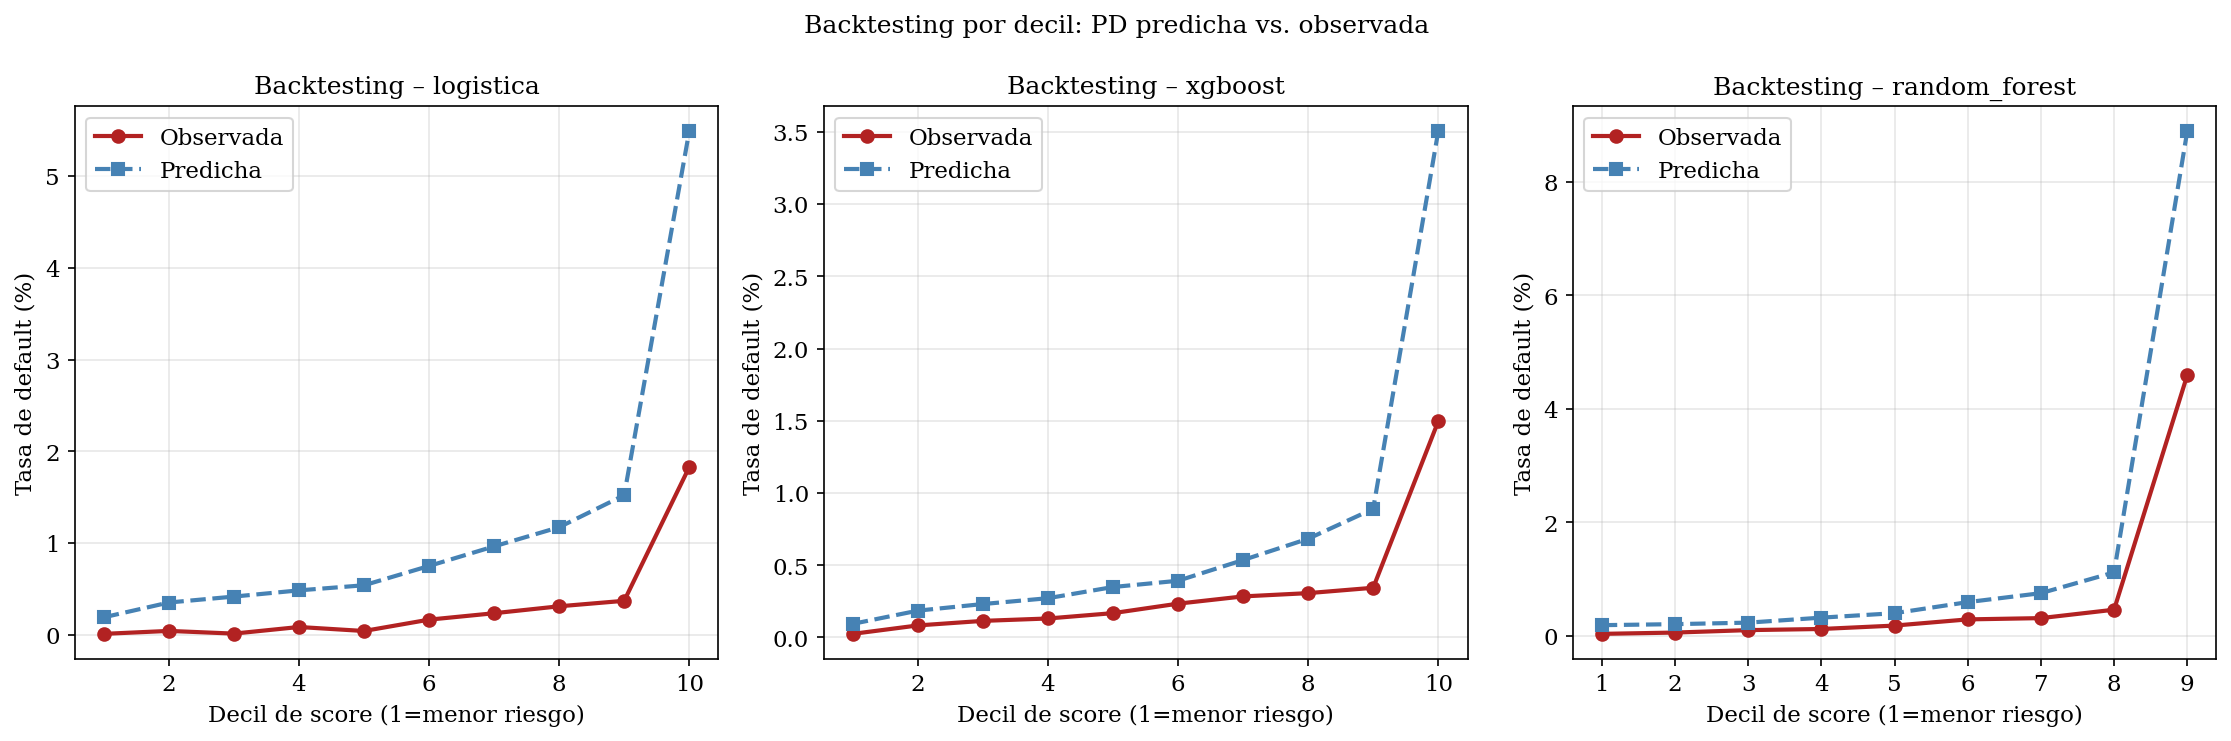 Backtesting por decil: PD predicha vs. observada
Backtesting – logistica
Observada
Predicha
5
4
3
2
1
0
Tasa de default (%)
2 4 6 8 10
Decil de score (1=menor riesgo)
Backtesting – xgboost
Observada
Predicha
3.5
3.0
2.5
2.0
1.5
1.0
0.5
0.0
Tasa de default (%)
2 4 6 8 10
Decil de score (1=menor riesgo)
Backtesting – random_forest
Observada
Predicha
8
6
4
2
0
Tasa de default (%)
1 2 3 4 5 6 7 8 9
Decil de score (1=menor riesgo)